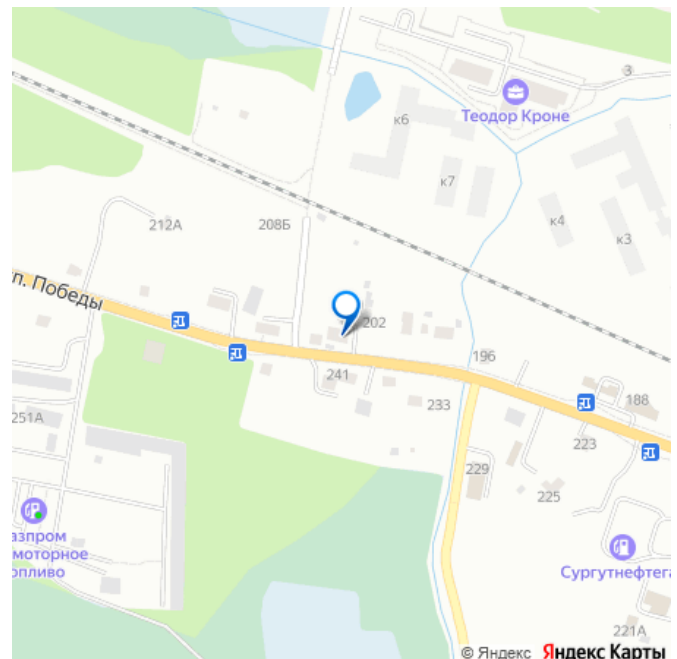 3
Теодор Кроне
к6
к7
к4
к3
212А
208Б
л. Победы
202
196
241
188
233
223
251А
229
225
азпром
моторное
опливо
Сургутнефтега
221А
© Яндекс Яндекс Карты